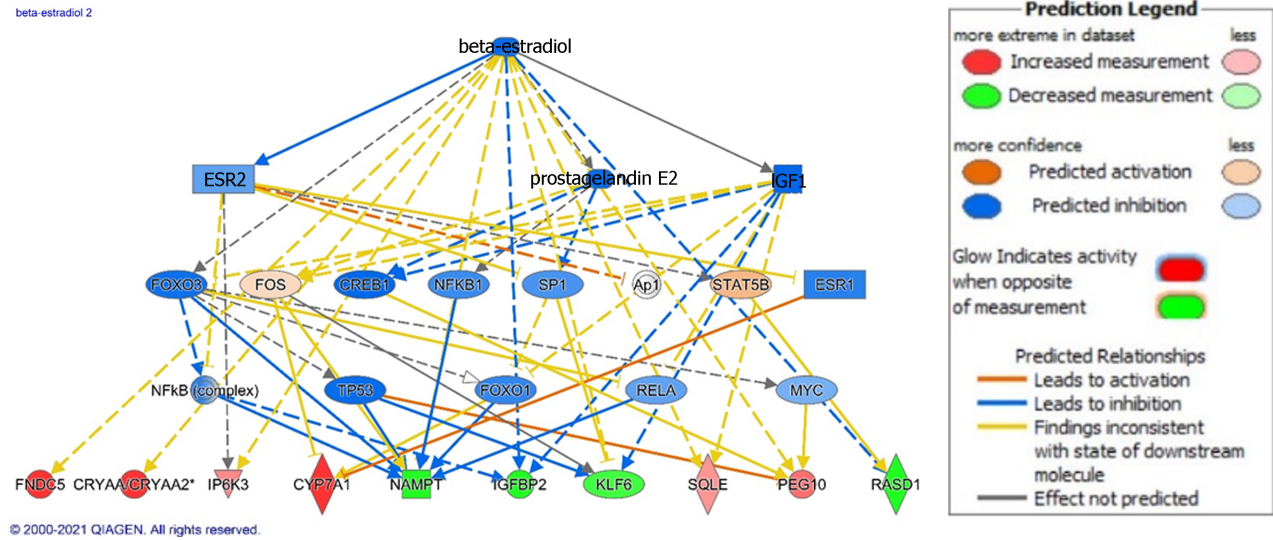 beta-estradiol 2
beta-estradiol
ESR2
prostagelandin E2
IGF1
FOXO3
FOS
CREB1
NFKB1
SP1
Ap1
STAT5B
ESR1
NFkB (complex)
TP53
FOXO1
RELA
MYC
FNDC5
CRYAA/CRYAA2*
IP6K3
CYP7A1
NAMPT
IGFBP2
KLF6
SQLE
PEG10
RASD1
© 2000-2021 QIAGEN. All rights reserved.
Prediction Legend
more extreme in dataset less
Increased measurement
Decreased measurement
more confidence less
Predicted activation
Predicted inhibition
Glow Indicates activity
when opposite
of measurement
Predicted Relationships
Leads to activation
Leads to inhibition
Findings inconsistent
with state of downstream
molecule
Effect not predicted